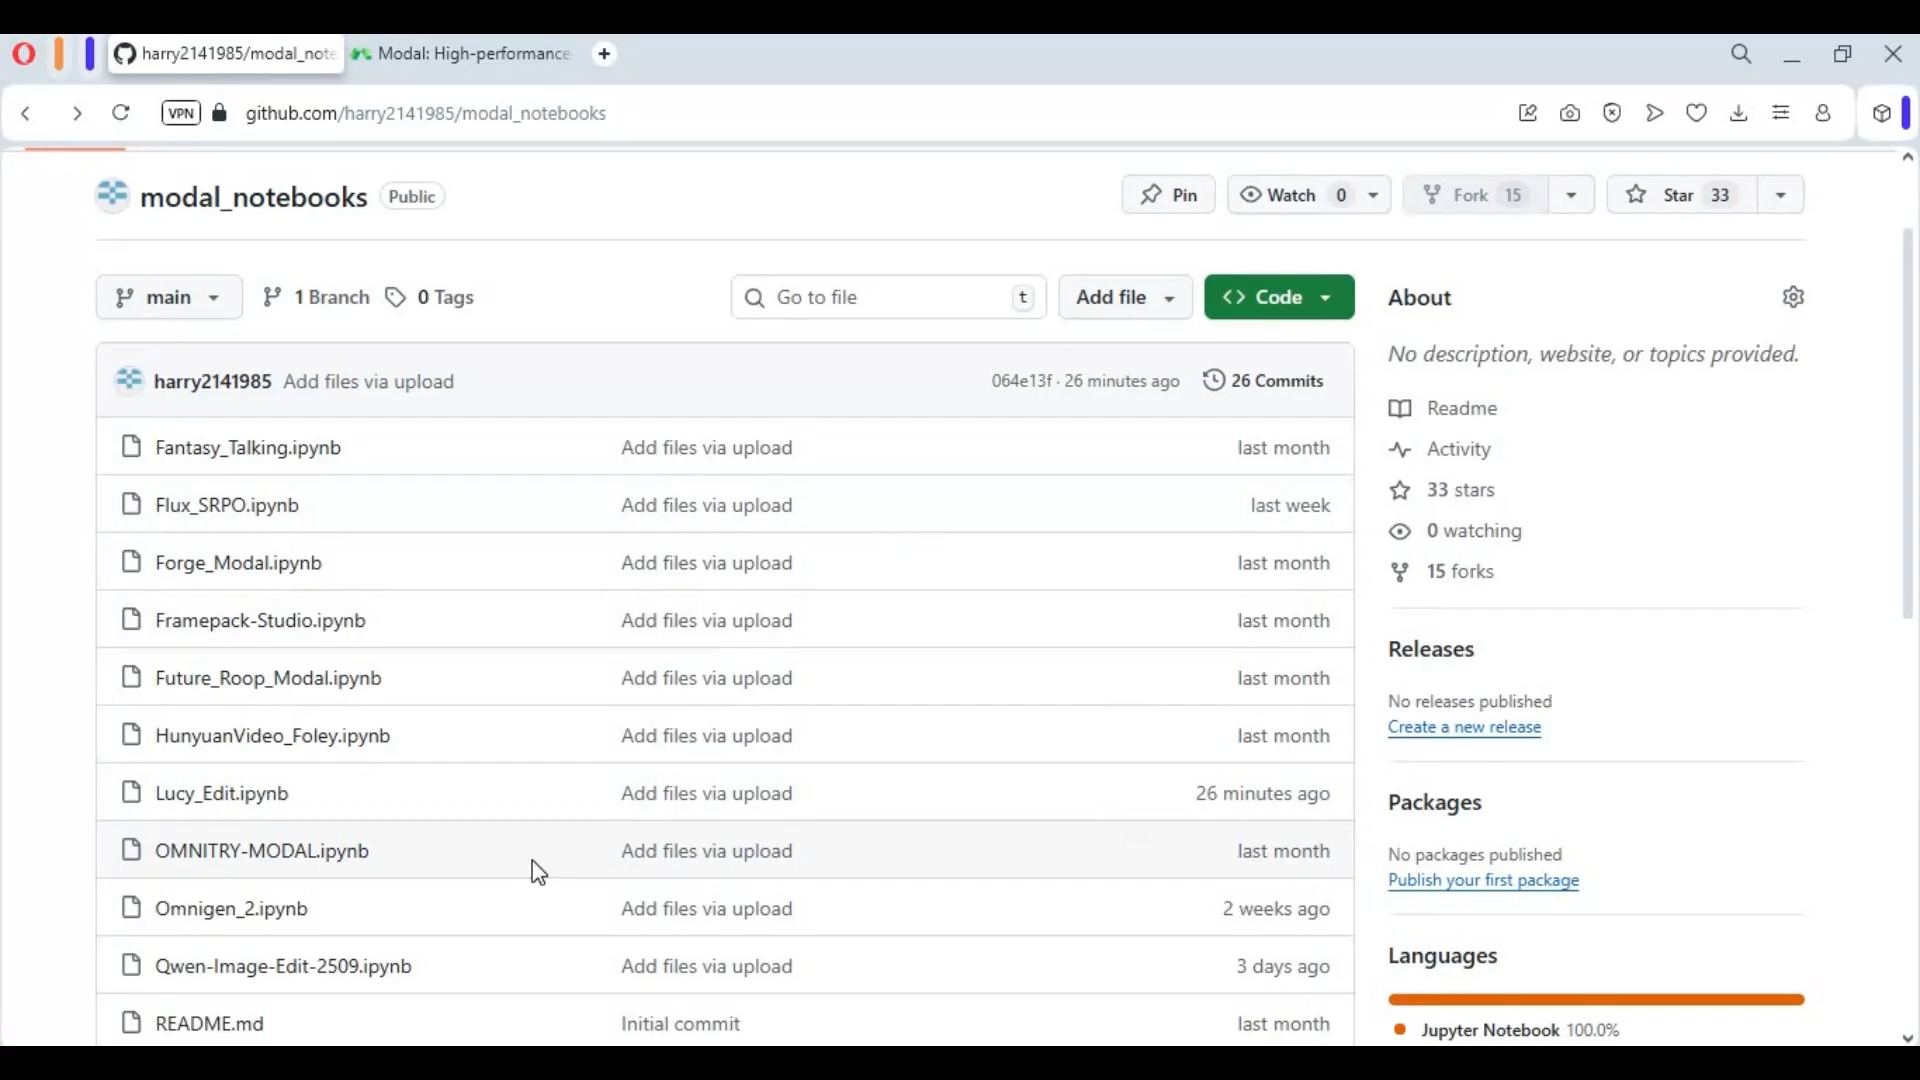 harry2141985/modal_note
Modal: High-performance
VPN
github.com/harry2141985/modal_notebooks
modal_notebooks Public
Pin
Watch 0
Fork 15
Star 33
main
1 Branch
0 Tags
Go to file
t
Add file
<> Code
About
No description, website, or topics provided.
harry2141985 Add files via upload
064e13f · 26 minutes ago
26 Commits
Fantasy_Talking.ipynb Add files via upload last month
Flux_SRPO.ipynb Add files via upload last week
Forge_Modal.ipynb Add files via upload last month
Framepack-Studio.ipynb Add files via upload last month
Future_Roop_Modal.ipynb Add files via upload last month
HunyuanVideo_Foley.ipynb Add files via upload last month
Lucy_Edit.ipynb Add files via upload 26 minutes ago
OMNITRY-MODAL.ipynb Add files via upload last month
Omnigen_2.ipynb Add files via upload 2 weeks ago
Qwen-Image-Edit-2509.ipynb Add files via upload 3 days ago
README.md Initial commit last month
Readme
Activity
33 stars
0 watching
15 forks
Releases
No releases published
Create a new release
Packages
No packages published
Publish your first package
Languages
Jupyter Notebook 100.0%